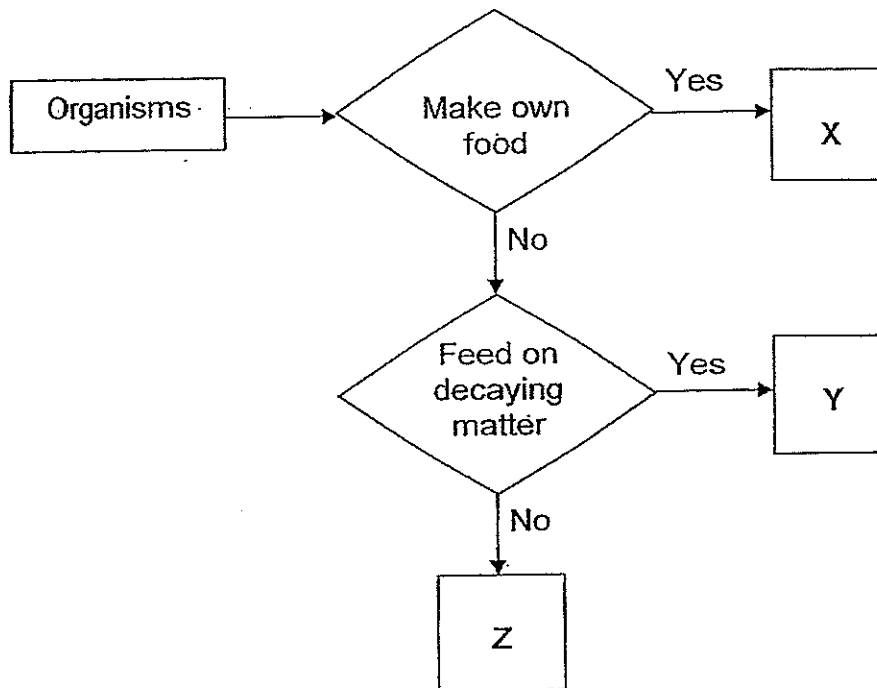 Organisms
Make own
food
Yes
X
No
Feed on
decaying
matter
Yes
Y
No
Z